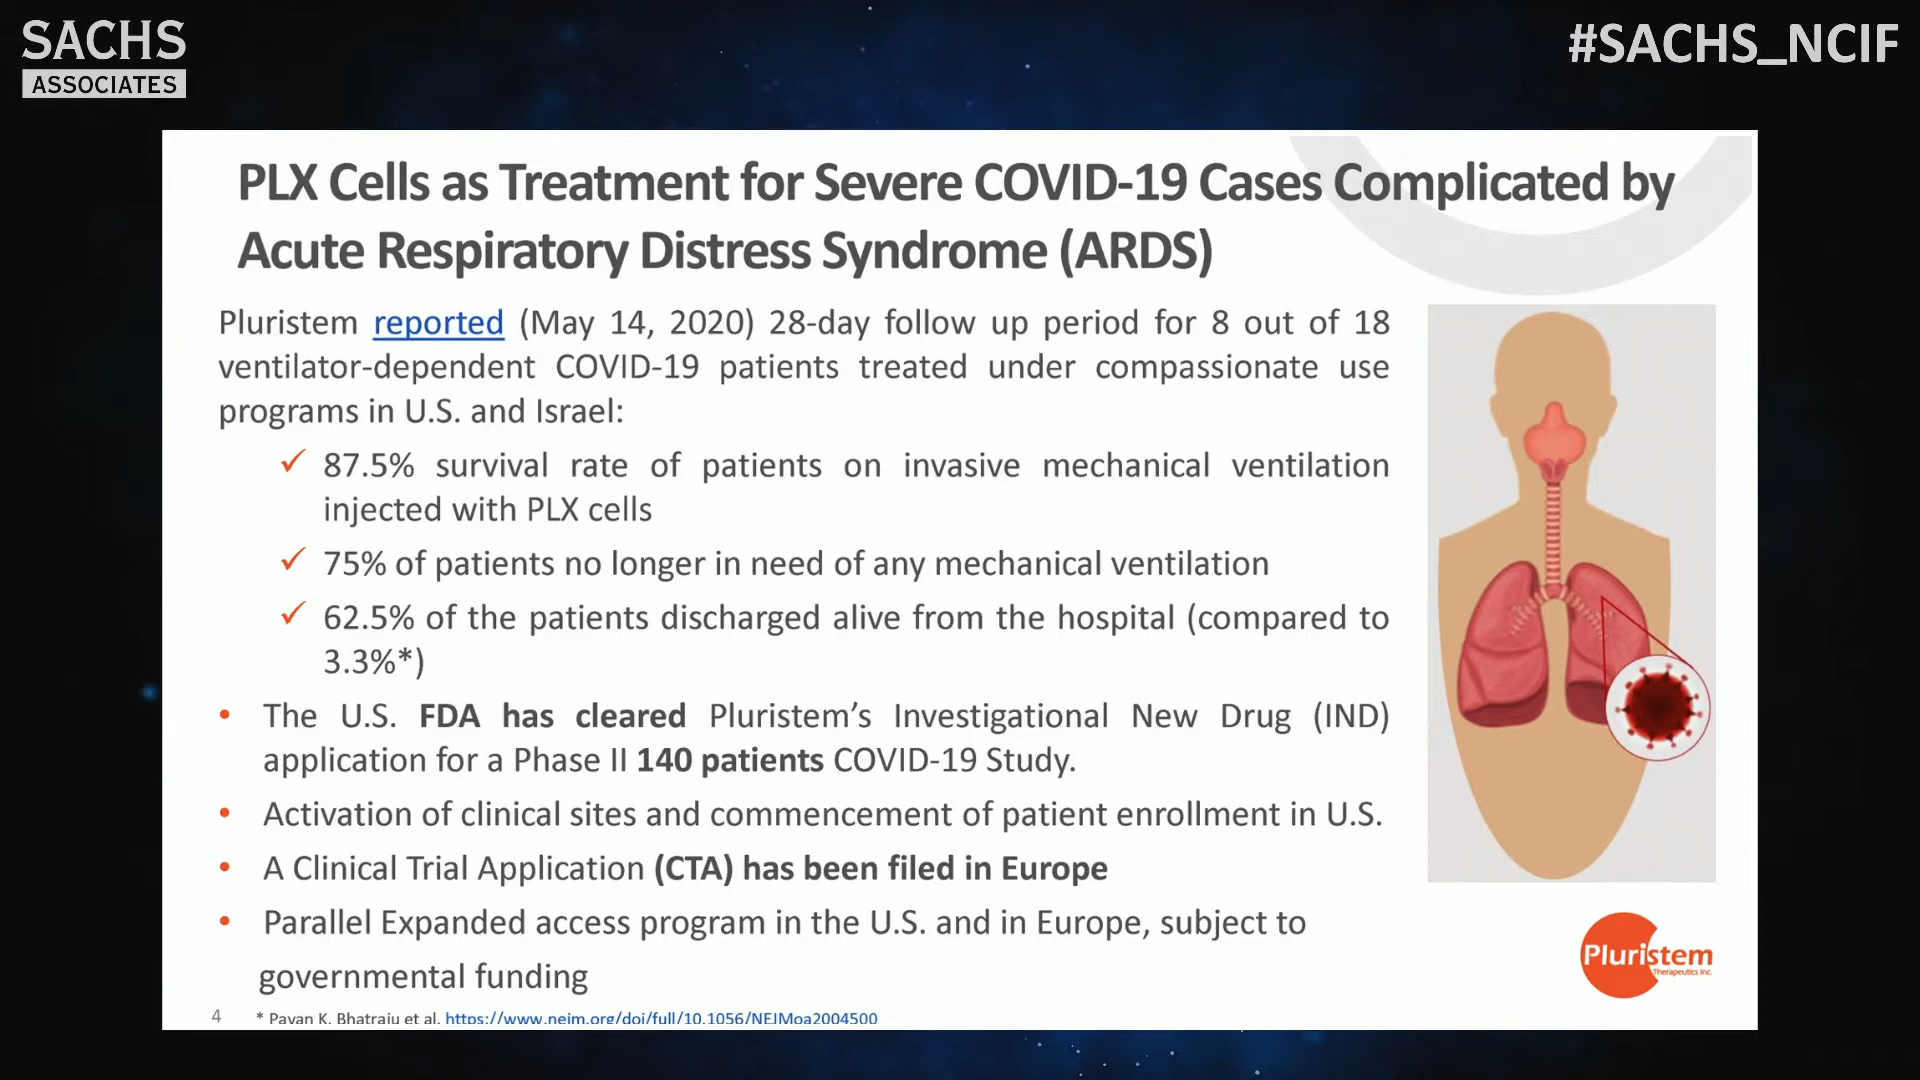 SACHS
ASSOCIATES
#SACHS_NCIF
PLX Cells as Treatment for Severe COVID-19 Cases Complicated by
Acute Respiratory Distress Syndrome (ARDS)
Pluristem reported (May 14, 2020) 28-day follow up period for 8 out of 18
ventilator-dependent COVID-19 patients treated under compassionate use
programs in U.S. and Israel:
✓ 87.5% survival rate of patients on invasive mechanical ventilation
injected with PLX cells
✓ 75% of patients no longer in need of any mechanical ventilation
✓ 62.5% of the patients discharged alive from the hospital (compared to
3.3%*)
• The U.S. FDA has cleared Pluristem’s Investigational New Drug (IND)
application for a Phase II 140 patients COVID-19 Study.
• Activation of clinical sites and commencement of patient enrollment in U.S.
• A Clinical Trial Application (CTA) has been filed in Europe
• Parallel Expanded access program in the U.S. and in Europe, subject to
governmental funding
Pluristem
Therapeutics Inc.
4 * Pavan K. Bhatraju et al. https://www.nejm.org/doi/full/10.1056/NEJMoa2004500